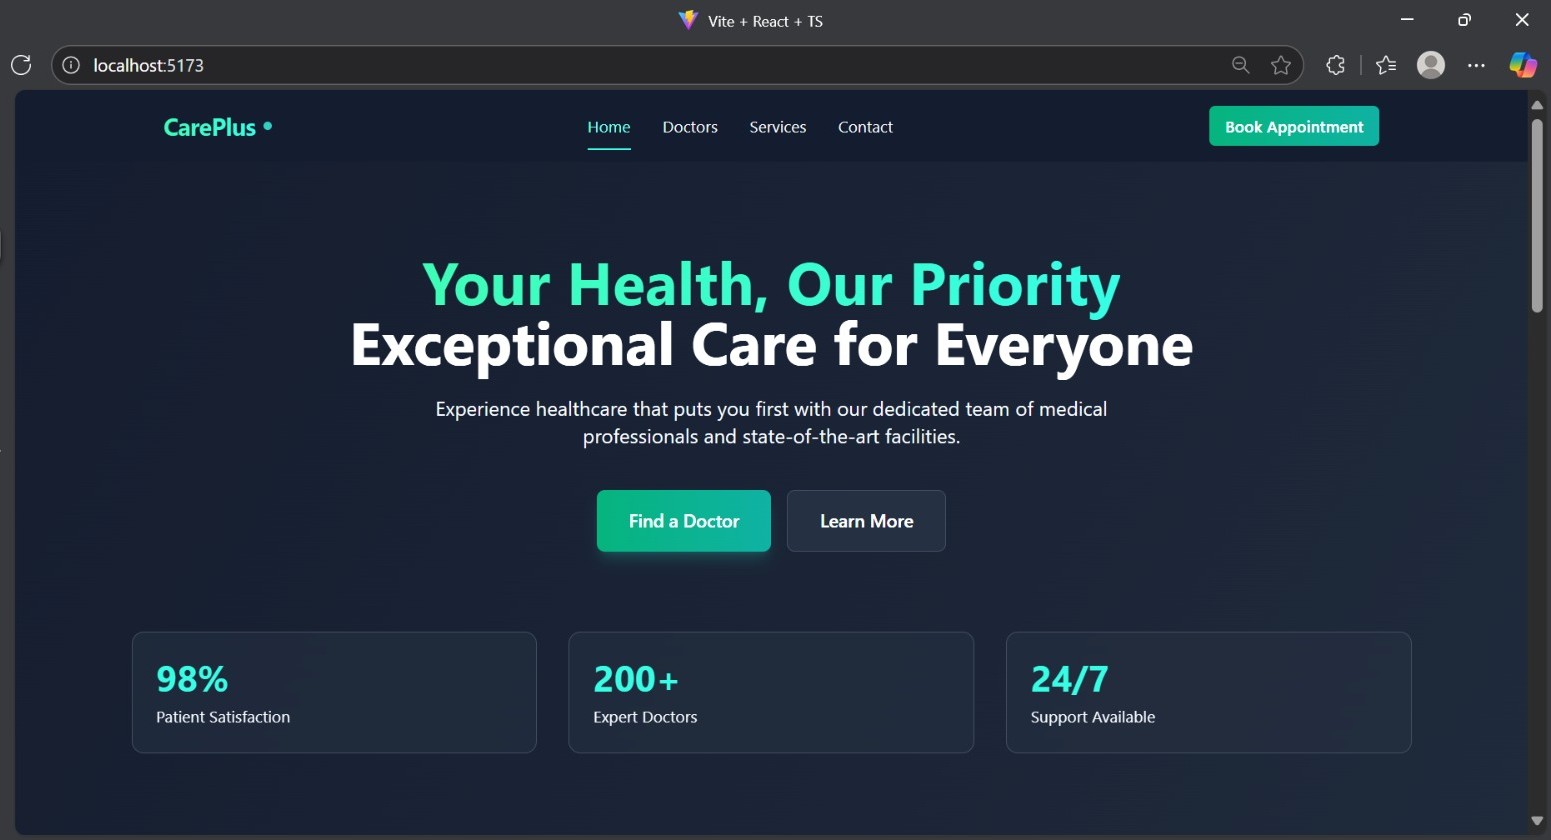 Vite + React + TS
localhost:5173
CarePlus
Home Doctors Services Contact
Book Appointment
Your Health, Our Priority
Exceptional Care for Everyone
Experience healthcare that puts you first with our dedicated team of medical
professionals and state-of-the-art facilities.
Find a Doctor Learn More
98% 200+ 24/7
Patient Satisfaction Expert Doctors Support Available